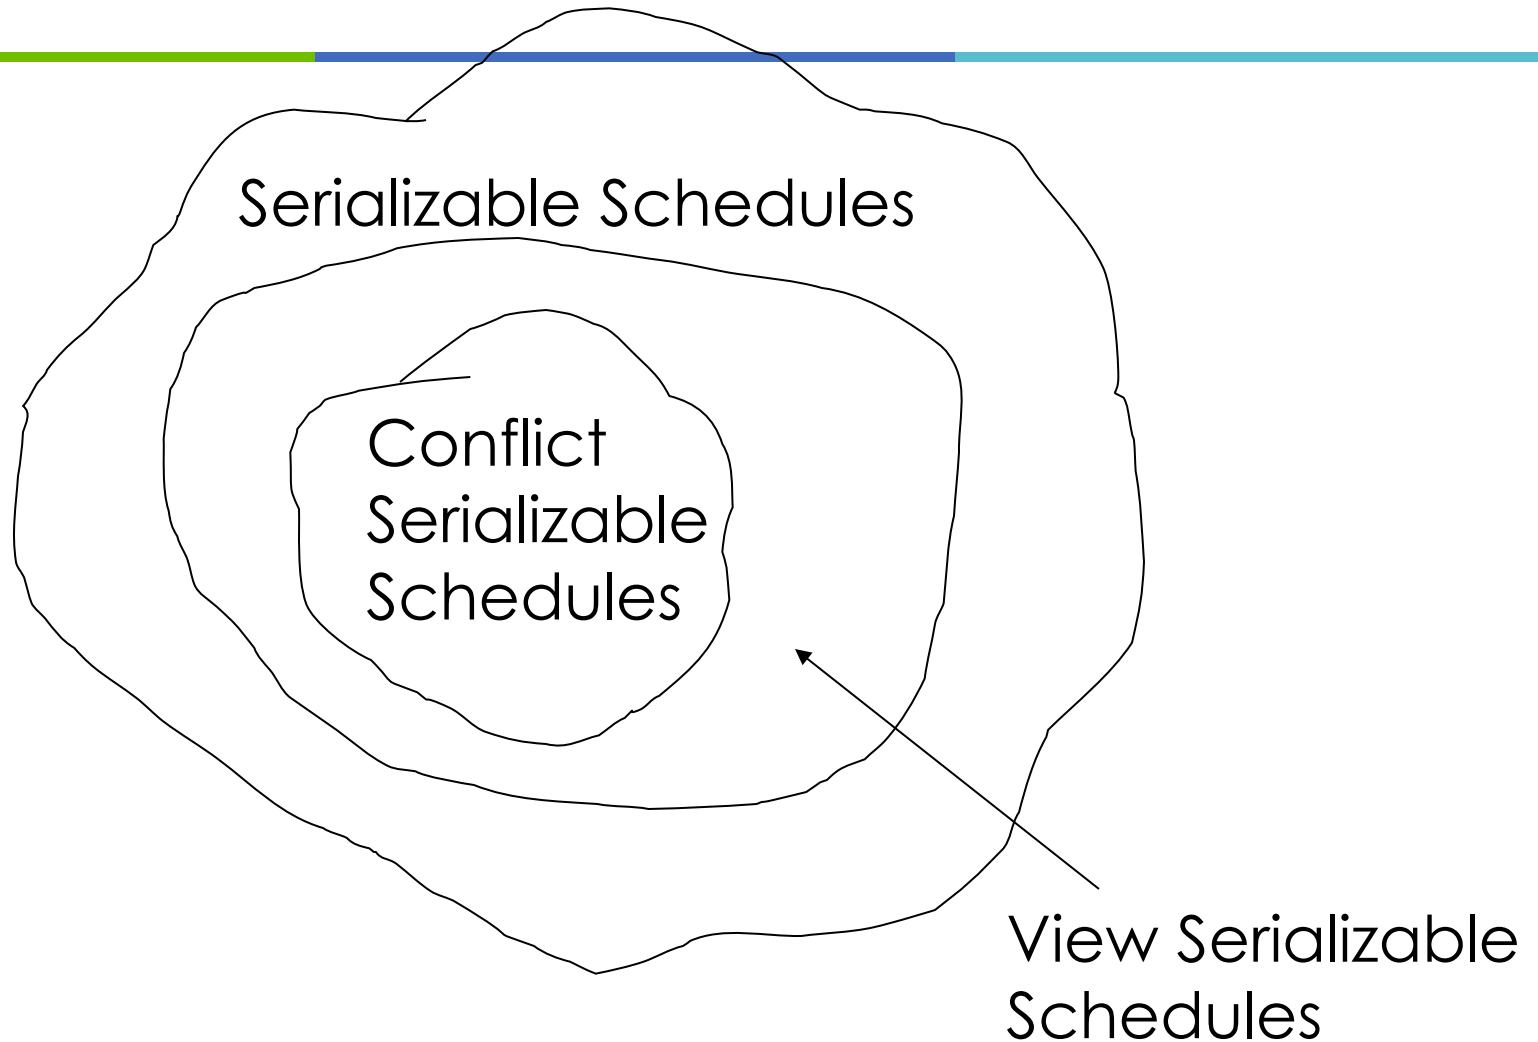 Serializable Schedules
Conflict
Serializable
Schedules
View Serializable
Schedules